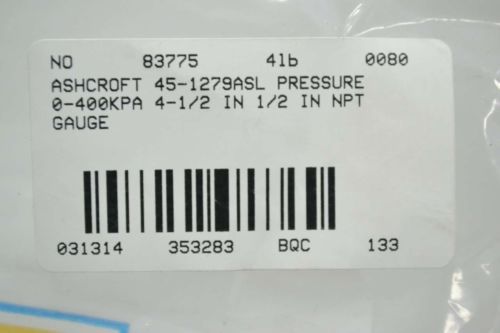 NO 83775 4lb 0080
ASHCROFT 45-1279ASL PRESSURE
0-400KPA 4-1/2 IN 1/2 IN NPT
GAUGE
031314 353283 BQC 133